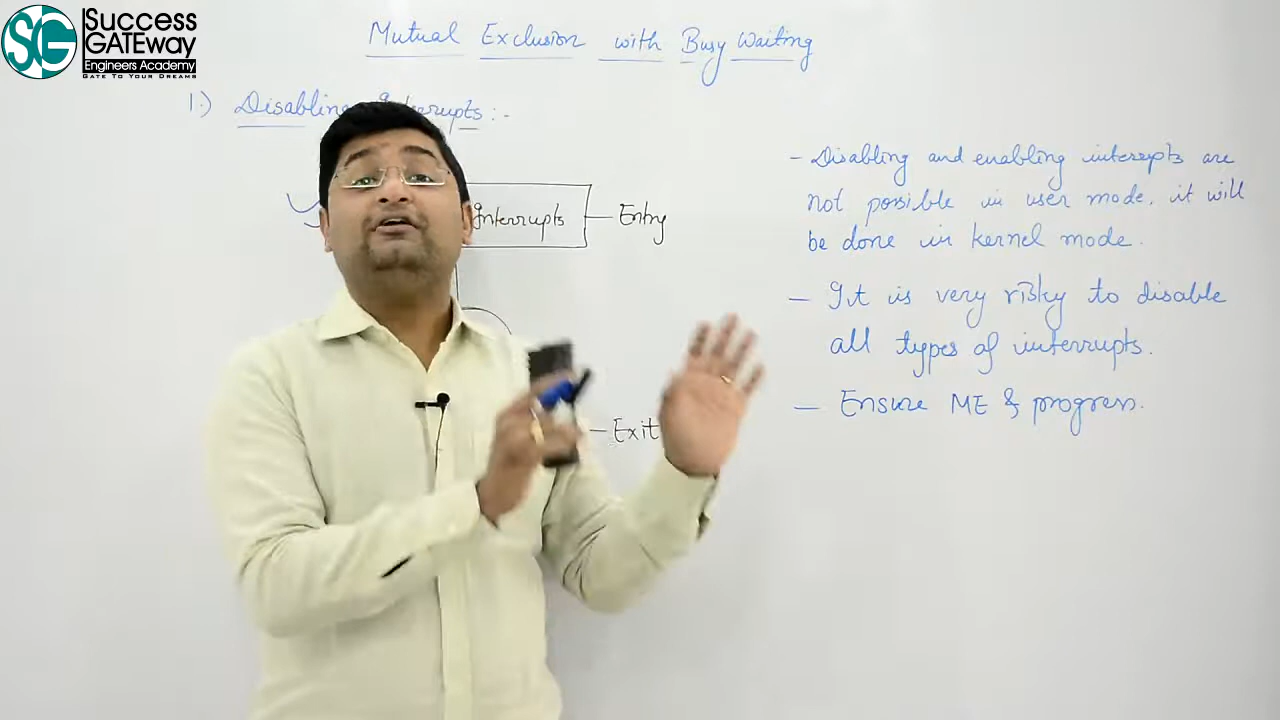 Success
GATEway
Engineers Academy
GATE TO YOUR DREAMS
Mutual Exclusion with Busy Waiting
1.) Disabling Interrupts :-
Interrupts — Entry
— Exit
- Disabling and enabling interrupts are
not possible in user mode, it will
be done in kernel mode.
- It is very risky to disable
all types of interrupts.
- Ensure ME & progress.